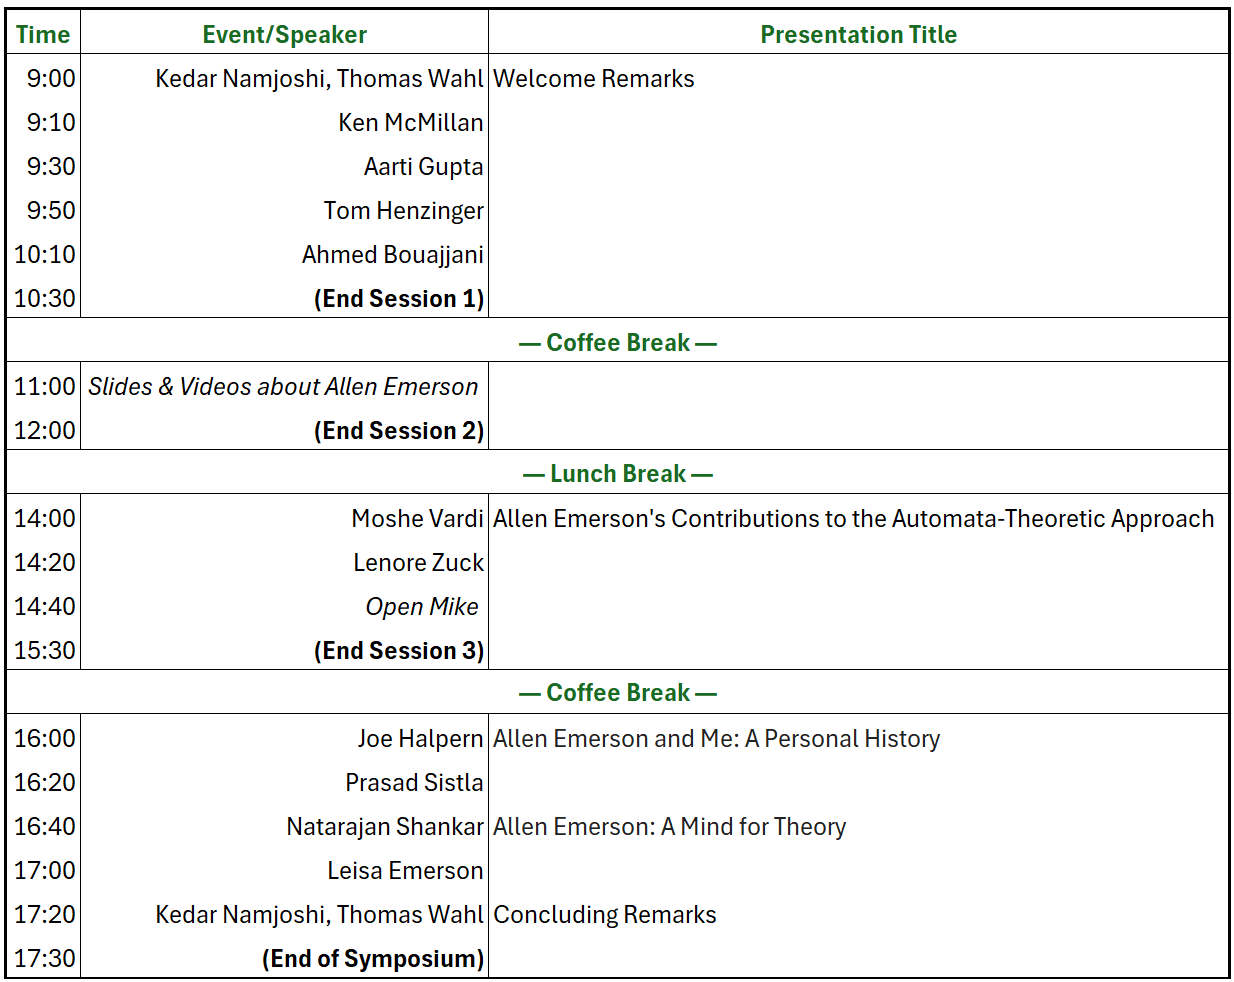 Time Event/Speaker Presentation Title
9:00 Kedar Namjoshi, Thomas Wahl Welcome Remarks
9:10 Ken McMillan
9:30 Aarti Gupta
9:50 Tom Henzinger
10:10 Ahmed Bouajjani
10:30 (End Session 1)
— Coffee Break —
11:00 Slides & Videos about Allen Emerson
12:00 (End Session 2)
— Lunch Break —
14:00 Moshe Vardi Allen Emerson's Contributions to the Automata-Theoretic Approach
14:20 Lenore Zuck
14:40 Open Mike
15:30 (End Session 3)
— Coffee Break —
16:00 Joe Halpern Allen Emerson and Me: A Personal History
16:20 Prasad Sistla
16:40 Natarajan Shankar Allen Emerson: A Mind for Theory
17:00 Leisa Emerson
17:20 Kedar Namjoshi, Thomas Wahl Concluding Remarks
17:30 (End of Symposium)